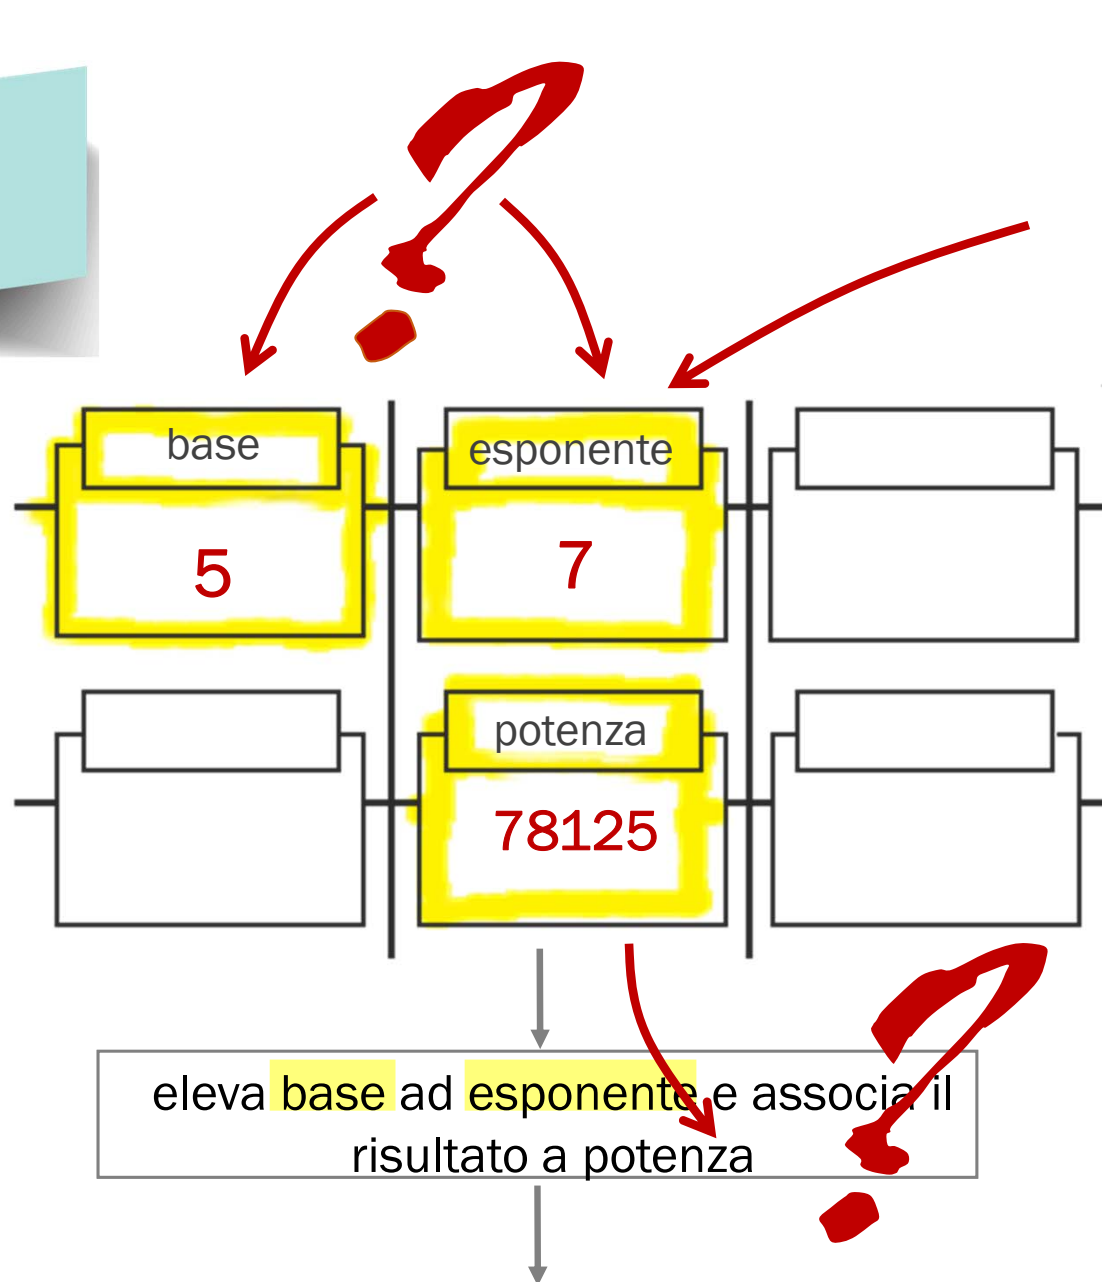 base
esponente
5
7
potenza
78125
eleva base ad esponente e associa il
risultato a potenza